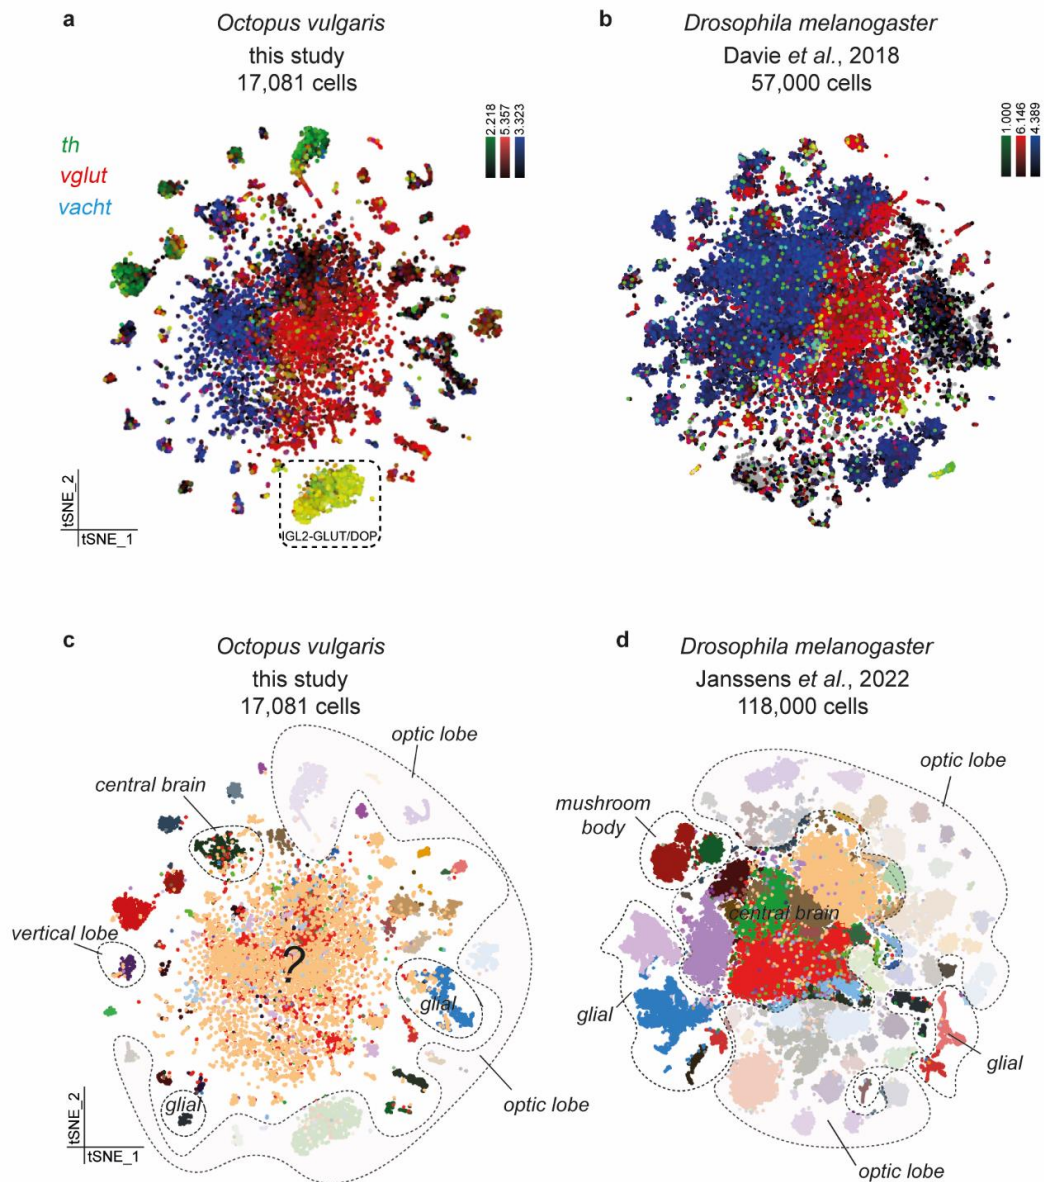 a
Octopus vulgaris
this study
17,081 cells
th
vglut
vacht
2.218
5.357
3.323
IGL2-GLUT/DOP
tSNE_2
tSNE_1
b
Drosophila melanogaster
Davie et al., 2018
57,000 cells
1.000
6.146
4.389
c
Octopus vulgaris
this study
17,081 cells
optic lobe
central brain
vertical lobe
?
glial
glial
optic lobe
tSNE_2
tSNE_1
d
Drosophila melanogaster
Janssens et al., 2022
118,000 cells
optic lobe
mushroom
body
central brain
glial
glial
optic lobe